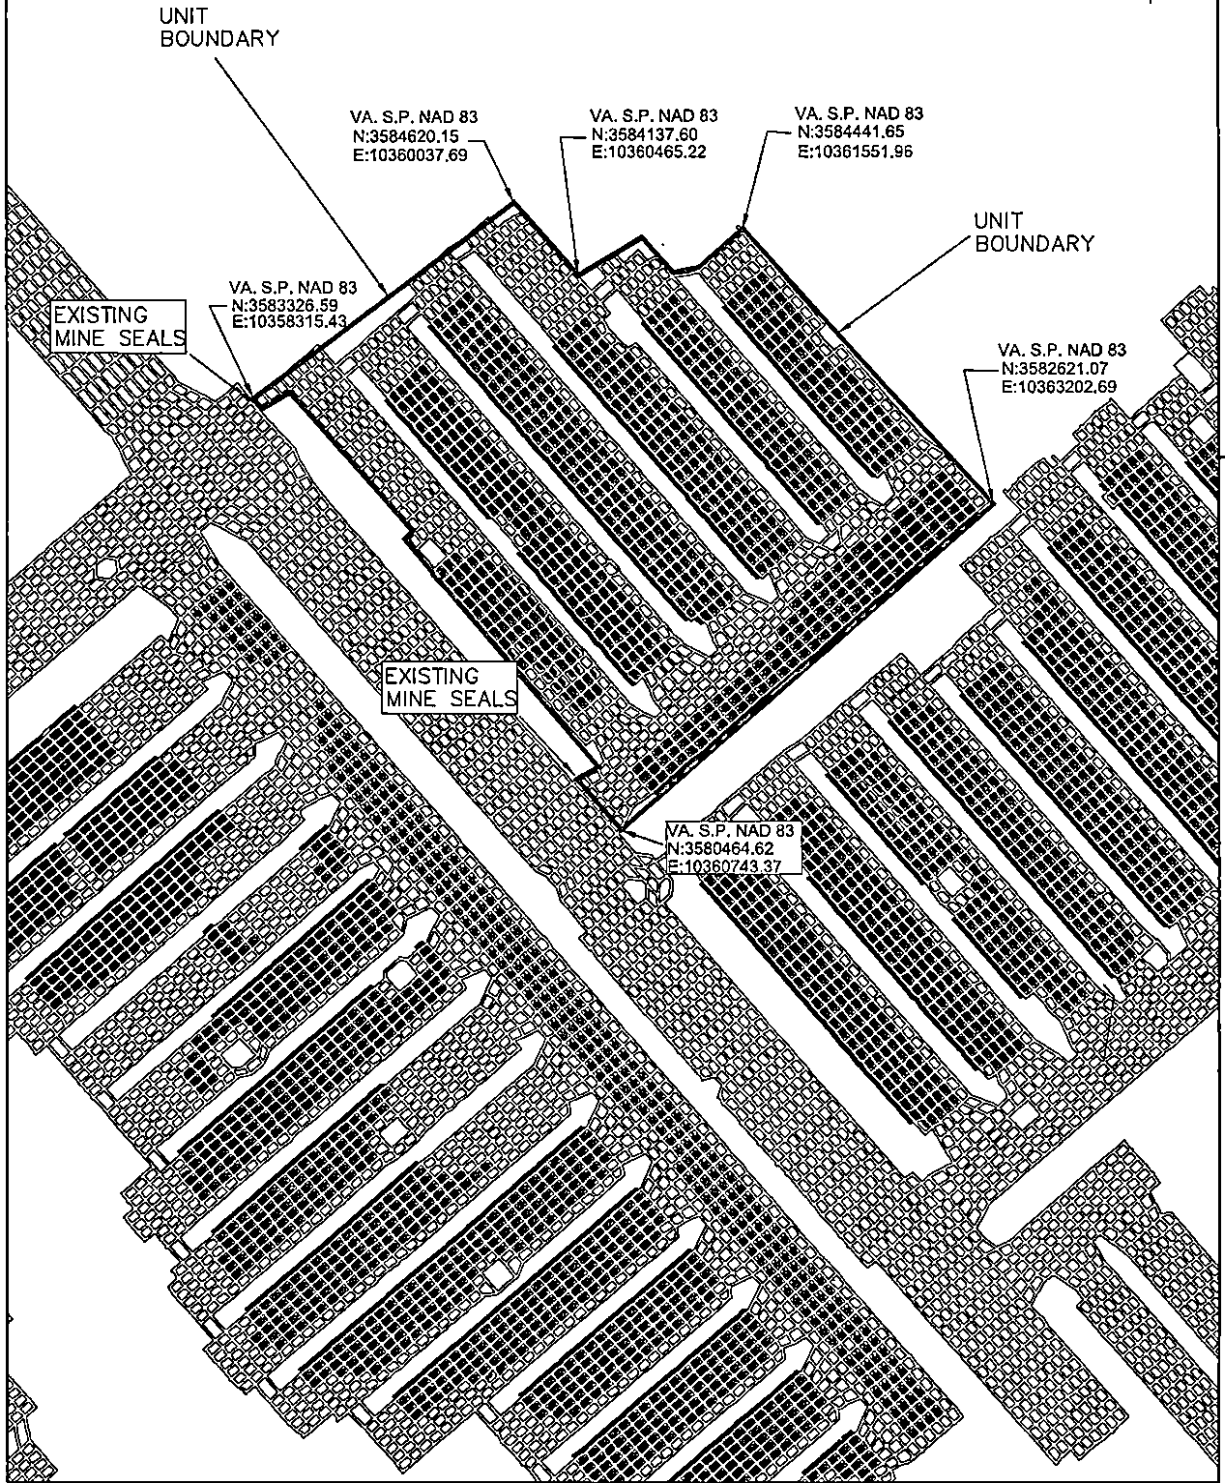 UNIT
BOUNDARY
VA. S.P. NAD 83
N:3584620.15
E:10360037.69
VA. S.P. NAD 83
N:3584137.60
E:10360465.22
VA. S.P. NAD 83
N:3584441.65
E:10361551.96
UNIT
BOUNDARY
VA. S.P. NAD 83
N:3583326.59
E:10358315.43
EXISTING
MINE SEALS
VA. S.P. NAD 83
N:3582621.07
E:10363202.69
EXISTING
MINE SEALS
VA. S.P. NAD 83
N:3580464.62
E:10360743.37